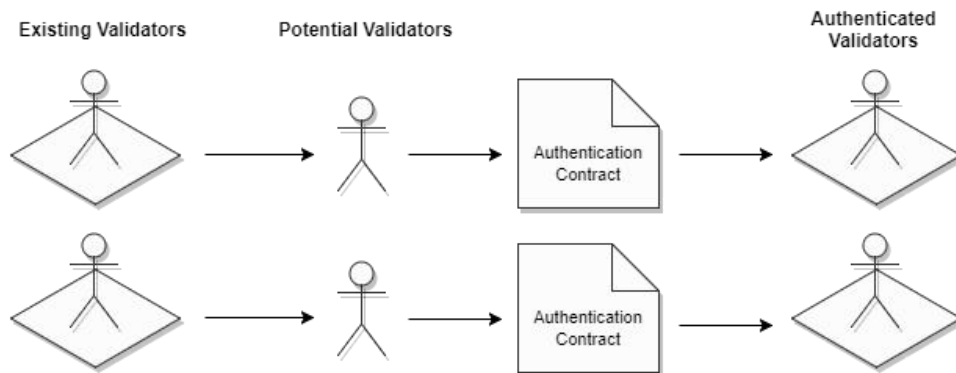 Existing Validators
Potential Validators
Authenticated
Validators
Authentication
Contract
Authentication
Contract